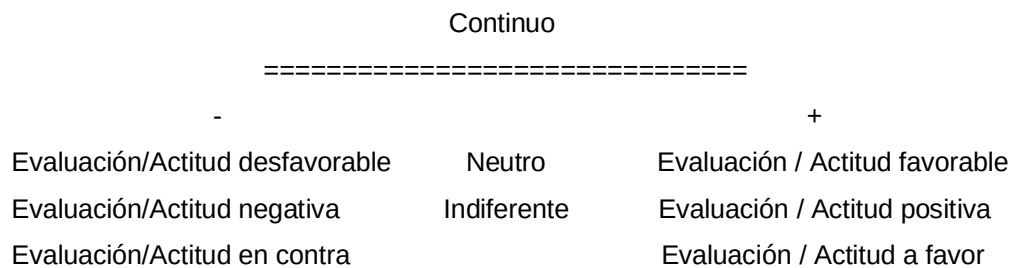 Continuo
===============================
- +
Evaluación/Actitud desfavorable Neutro Evaluación / Actitud favorable
Evaluación/Actitud negativa Indiferente Evaluación / Actitud positiva
Evaluación/Actitud en contra Evaluación / Actitud a favor